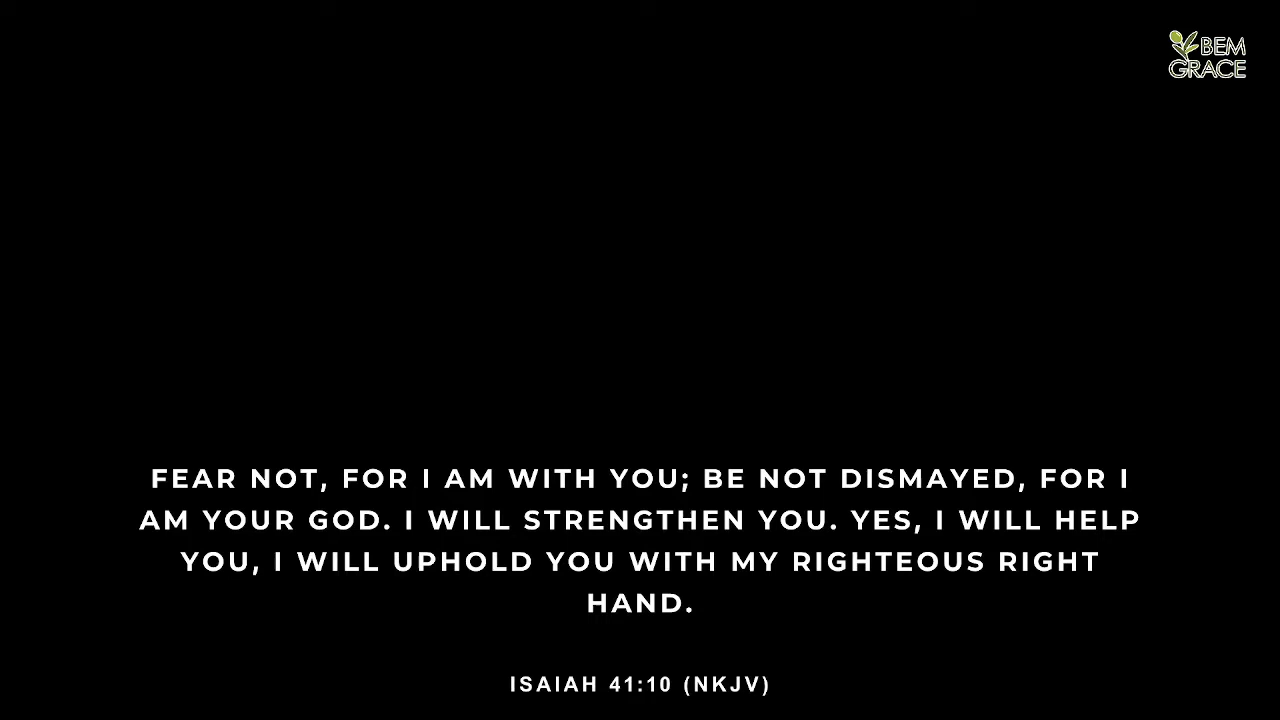 BEM
GRACE
FEAR NOT, FOR I AM WITH YOU; BE NOT DISMAYED, FOR I
AM YOUR GOD. I WILL STRENGTHEN YOU. YES, I WILL HELP
YOU, I WILL UPHOLD YOU WITH MY RIGHTEOUS RIGHT
HAND.
ISAIAH 41:10 (NKJV)